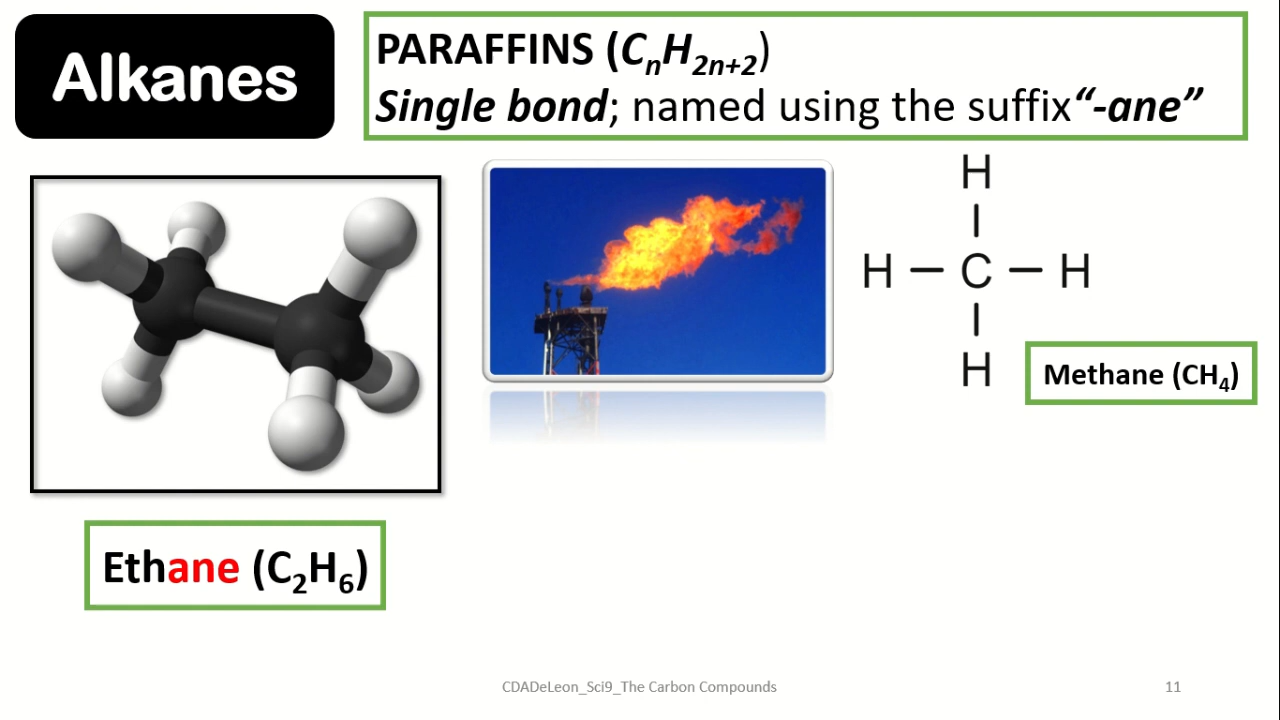 Alkanes
PARAFFINS (CnH2n+2)
Single bond; named using the suffix“-ane”
H
H – C – H
H
Methane (CH4)
Ethane (C2H6)
CDADeLeon_Sci9_The Carbon Compounds
11